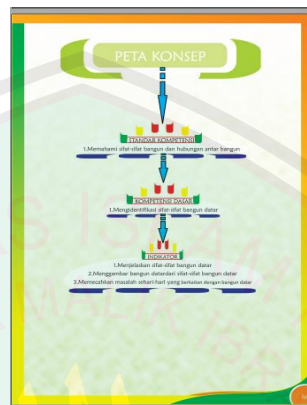 PETA KONSEP
STANDAR KOMPETENSI
1.Memahami sifat-sifat bangun dan hubungan antar bangun
KOMPETENSI DASAR
1.Mengidentifikasi sifat-sifat bangun datar
INDIKATOR
1.Menjelaskan sifat-sifat bangun datar
2.Menggambar bangun datardari sifat-sifat bangun datar
3.Memecahkan masalah sehari-hari yang berkaitan dengan bangun datar